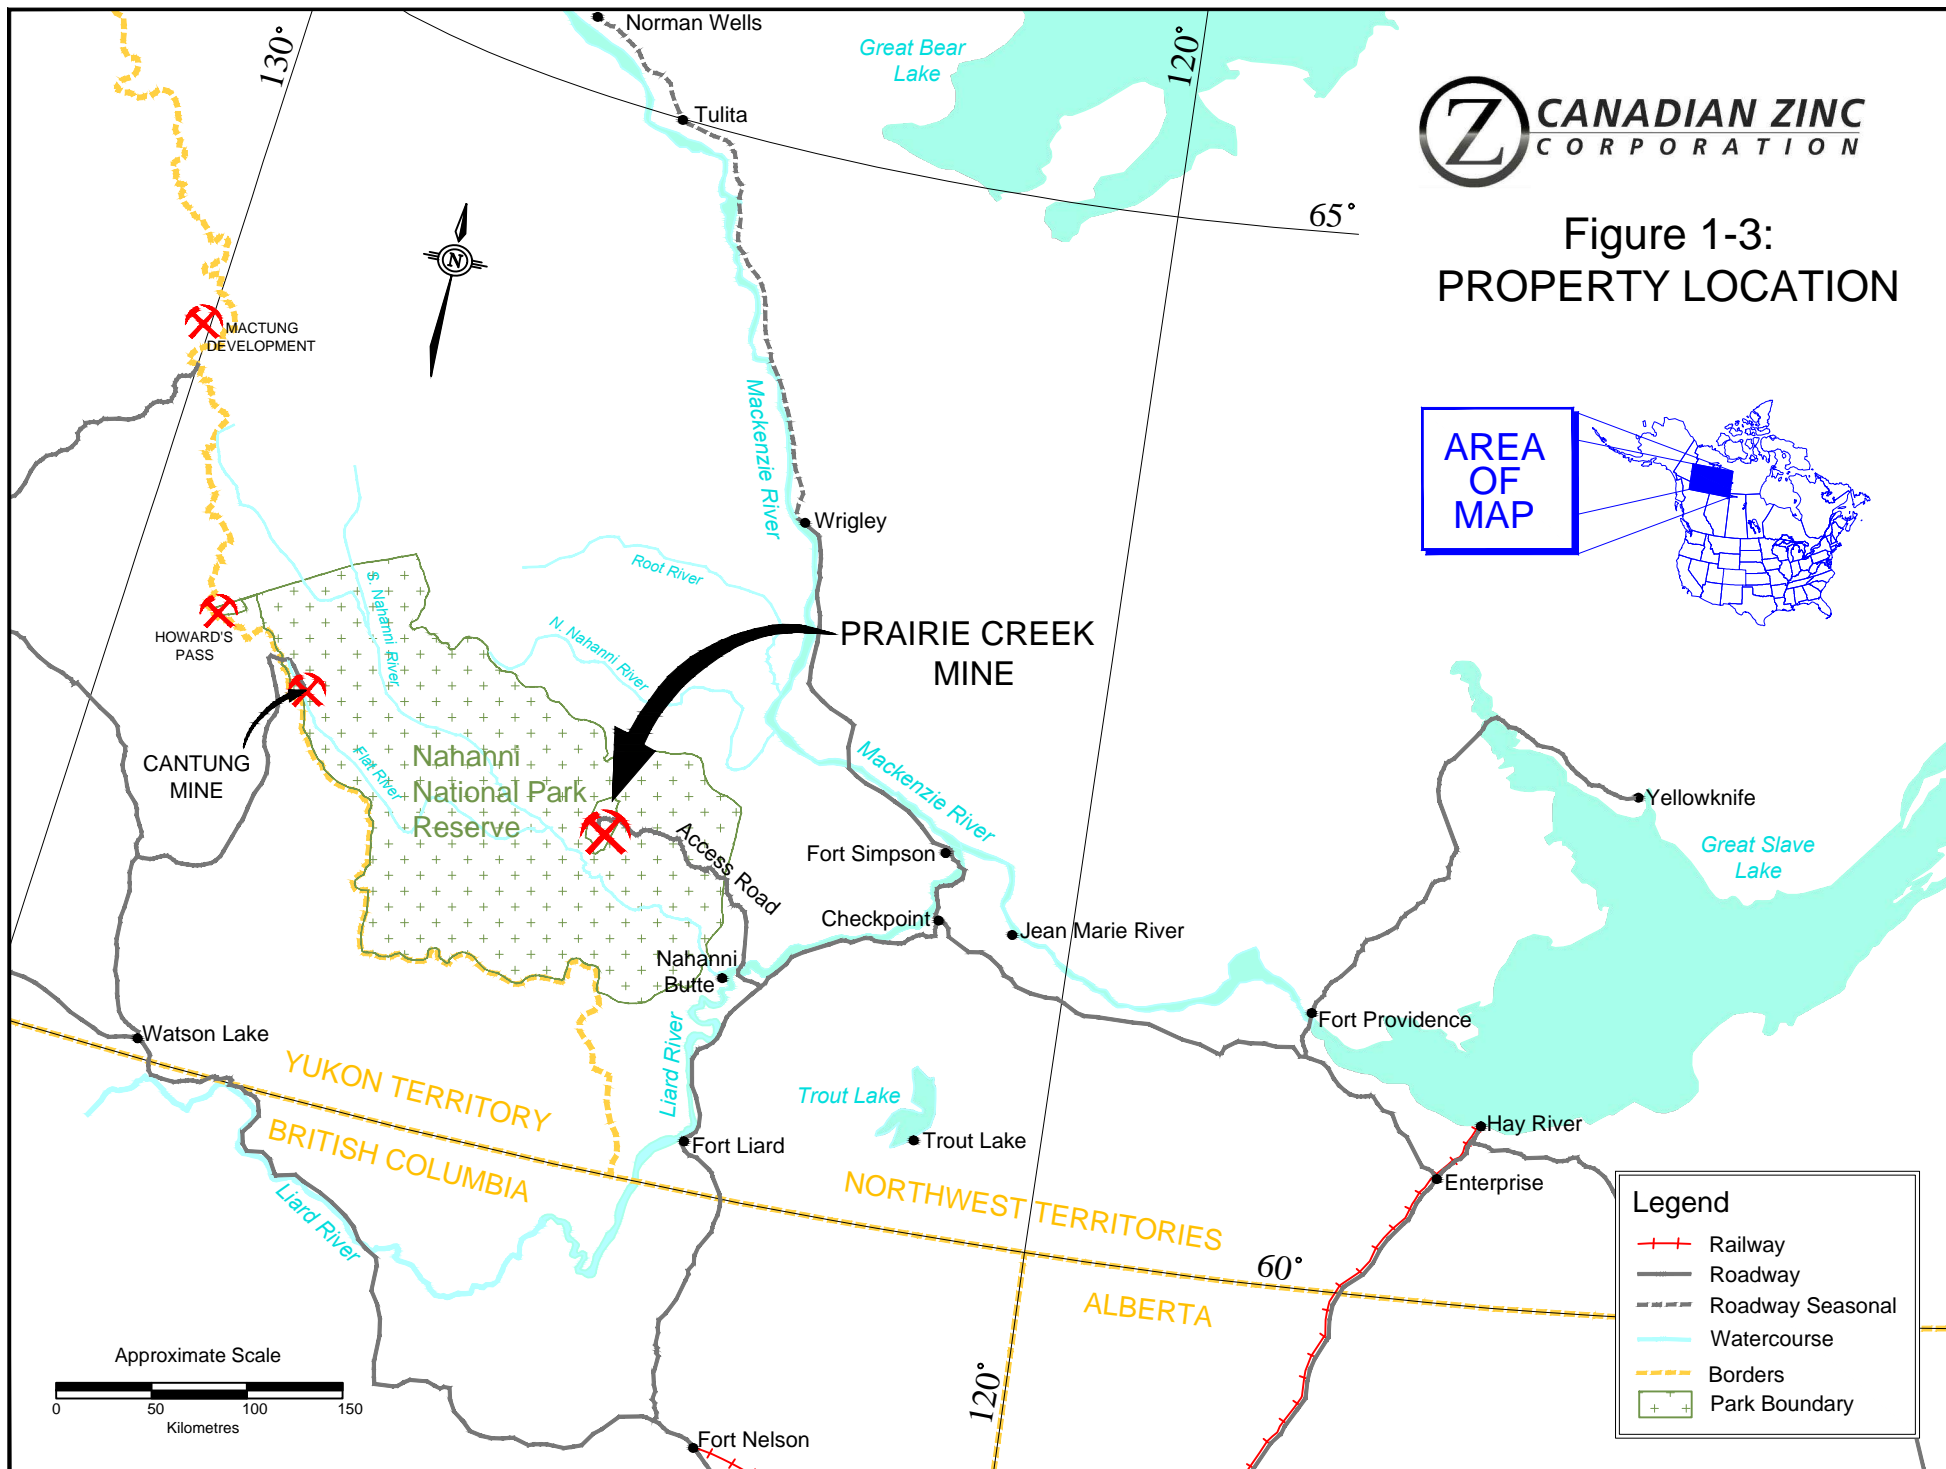 Norman Wells
Great Bear
Lake
130°
120°
Tulita
Z
CANADIAN ZINC
CORPORATION
65°
Figure 1-3:
PROPERTY LOCATION
N
MACTUNG
DEVELOPMENT
Mackenzie River
AREA
OF
MAP
Wrigley
Root River
S. Nahanni River
N. Nahanni River
HOWARD'S
PASS
PRAIRIE CREEK
MINE
CANTUNG
MINE
Flat River
Nahanni
National Park
Reserve
Mackenzie River
Access Road
Fort Simpson
Yellowknife
Great Slave
Lake
Checkpoint
Jean Marie River
Nahanni
Butte
Fort Providence
Watson Lake
Liard River
YUKON TERRITORY
BRITISH COLUMBIA
Trout Lake
Trout Lake
Fort Liard
Hay River
Enterprise
NORTHWEST TERRITORIES
Liard River
60°
ALBERTA
120°
Fort Nelson
Approximate Scale
0 50 100 150
Kilometres
Legend
Railway
Roadway
Roadway Seasonal
Watercourse
Borders
Park Boundary